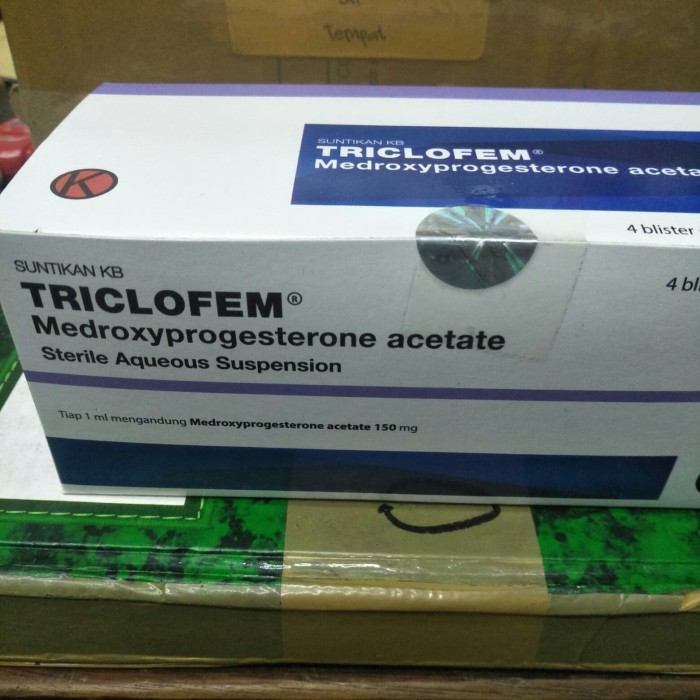 Tempat
K
SUNTIKAN KB
TRICLOFEM®
Medroxyprogesterone aceta
4 blister
SUNTIKAN KB
TRICLOFEM®
Medroxyprogesterone acetate
Sterile Aqueous Suspension
4 bli
Tiap 1 ml mengandung Medroxyprogesterone acetate 150 mg